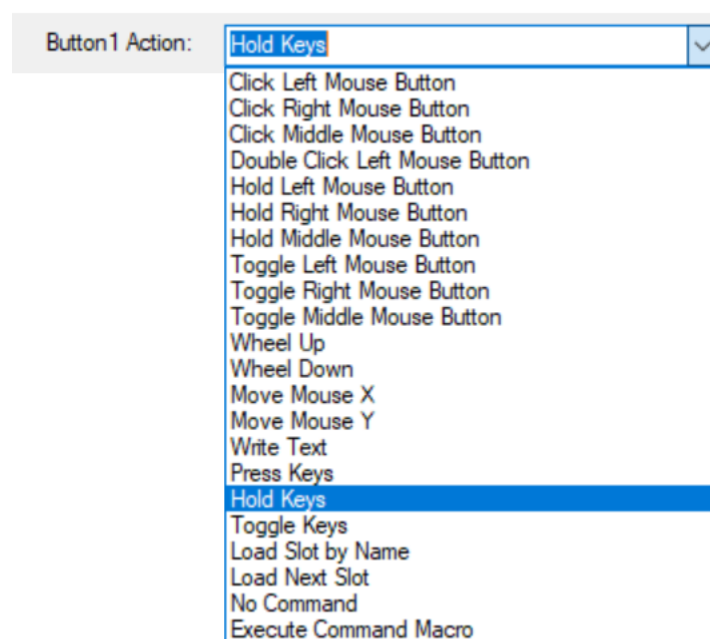 Button1 Action: Hold Keys
Click Left Mouse Button
Click Right Mouse Button
Click Middle Mouse Button
Double Click Left Mouse Button
Hold Left Mouse Button
Hold Right Mouse Button
Hold Middle Mouse Button
Toggle Left Mouse Button
Toggle Right Mouse Button
Toggle Middle Mouse Button
Wheel Up
Wheel Down
Move Mouse X
Move Mouse Y
Write Text
Press Keys
Hold Keys
Toggle Keys
Load Slot by Name
Load Next Slot
No Command
Execute Command Macro